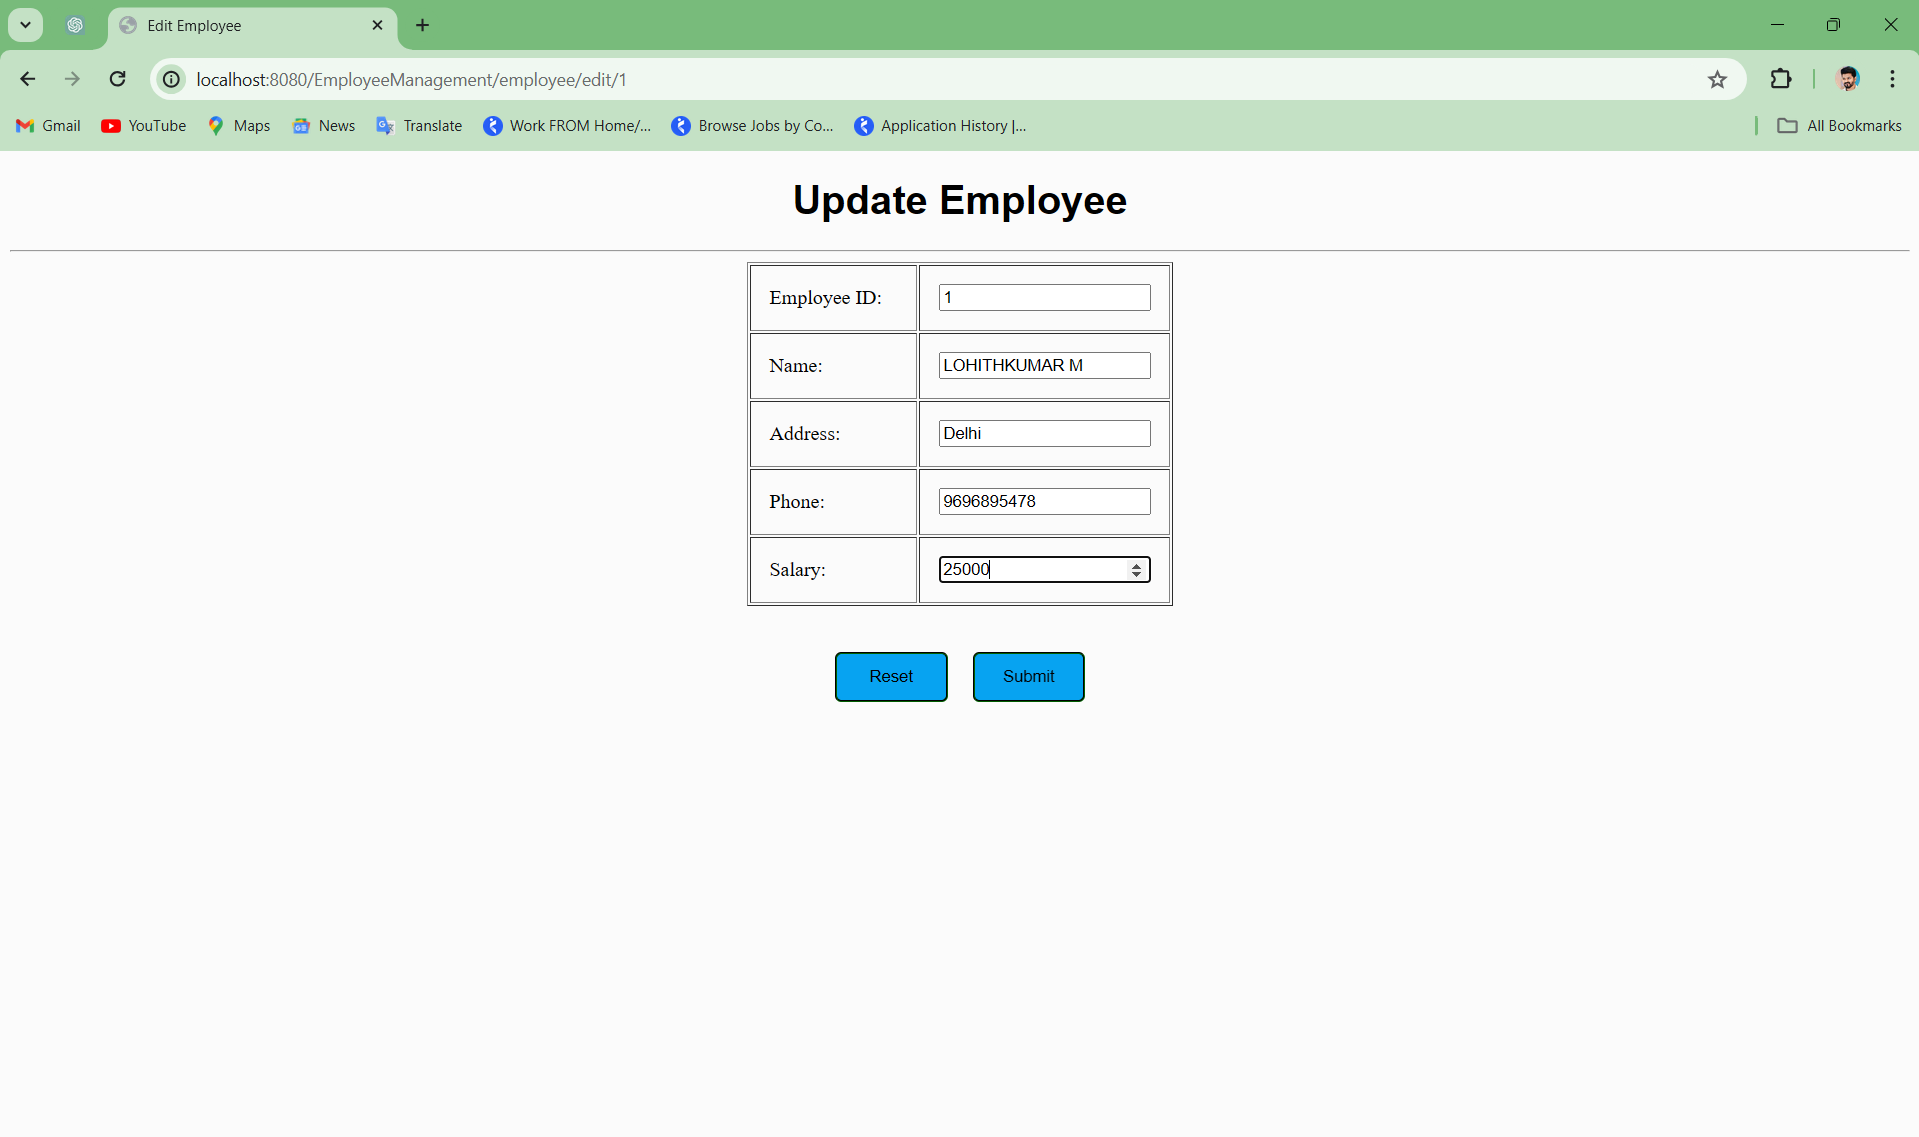 Edit Employee
localhost:8080/EmployeeManagement/employee/edit/1
Gmail YouTube Maps News Translate Work FROM Home/... Browse Jobs by Co... Application History |... All Bookmarks
Update Employee
Employee ID: 1
Name: LOHITHKUMAR M
Address: Delhi
Phone: 9696895478
Salary: 25000
Reset Submit